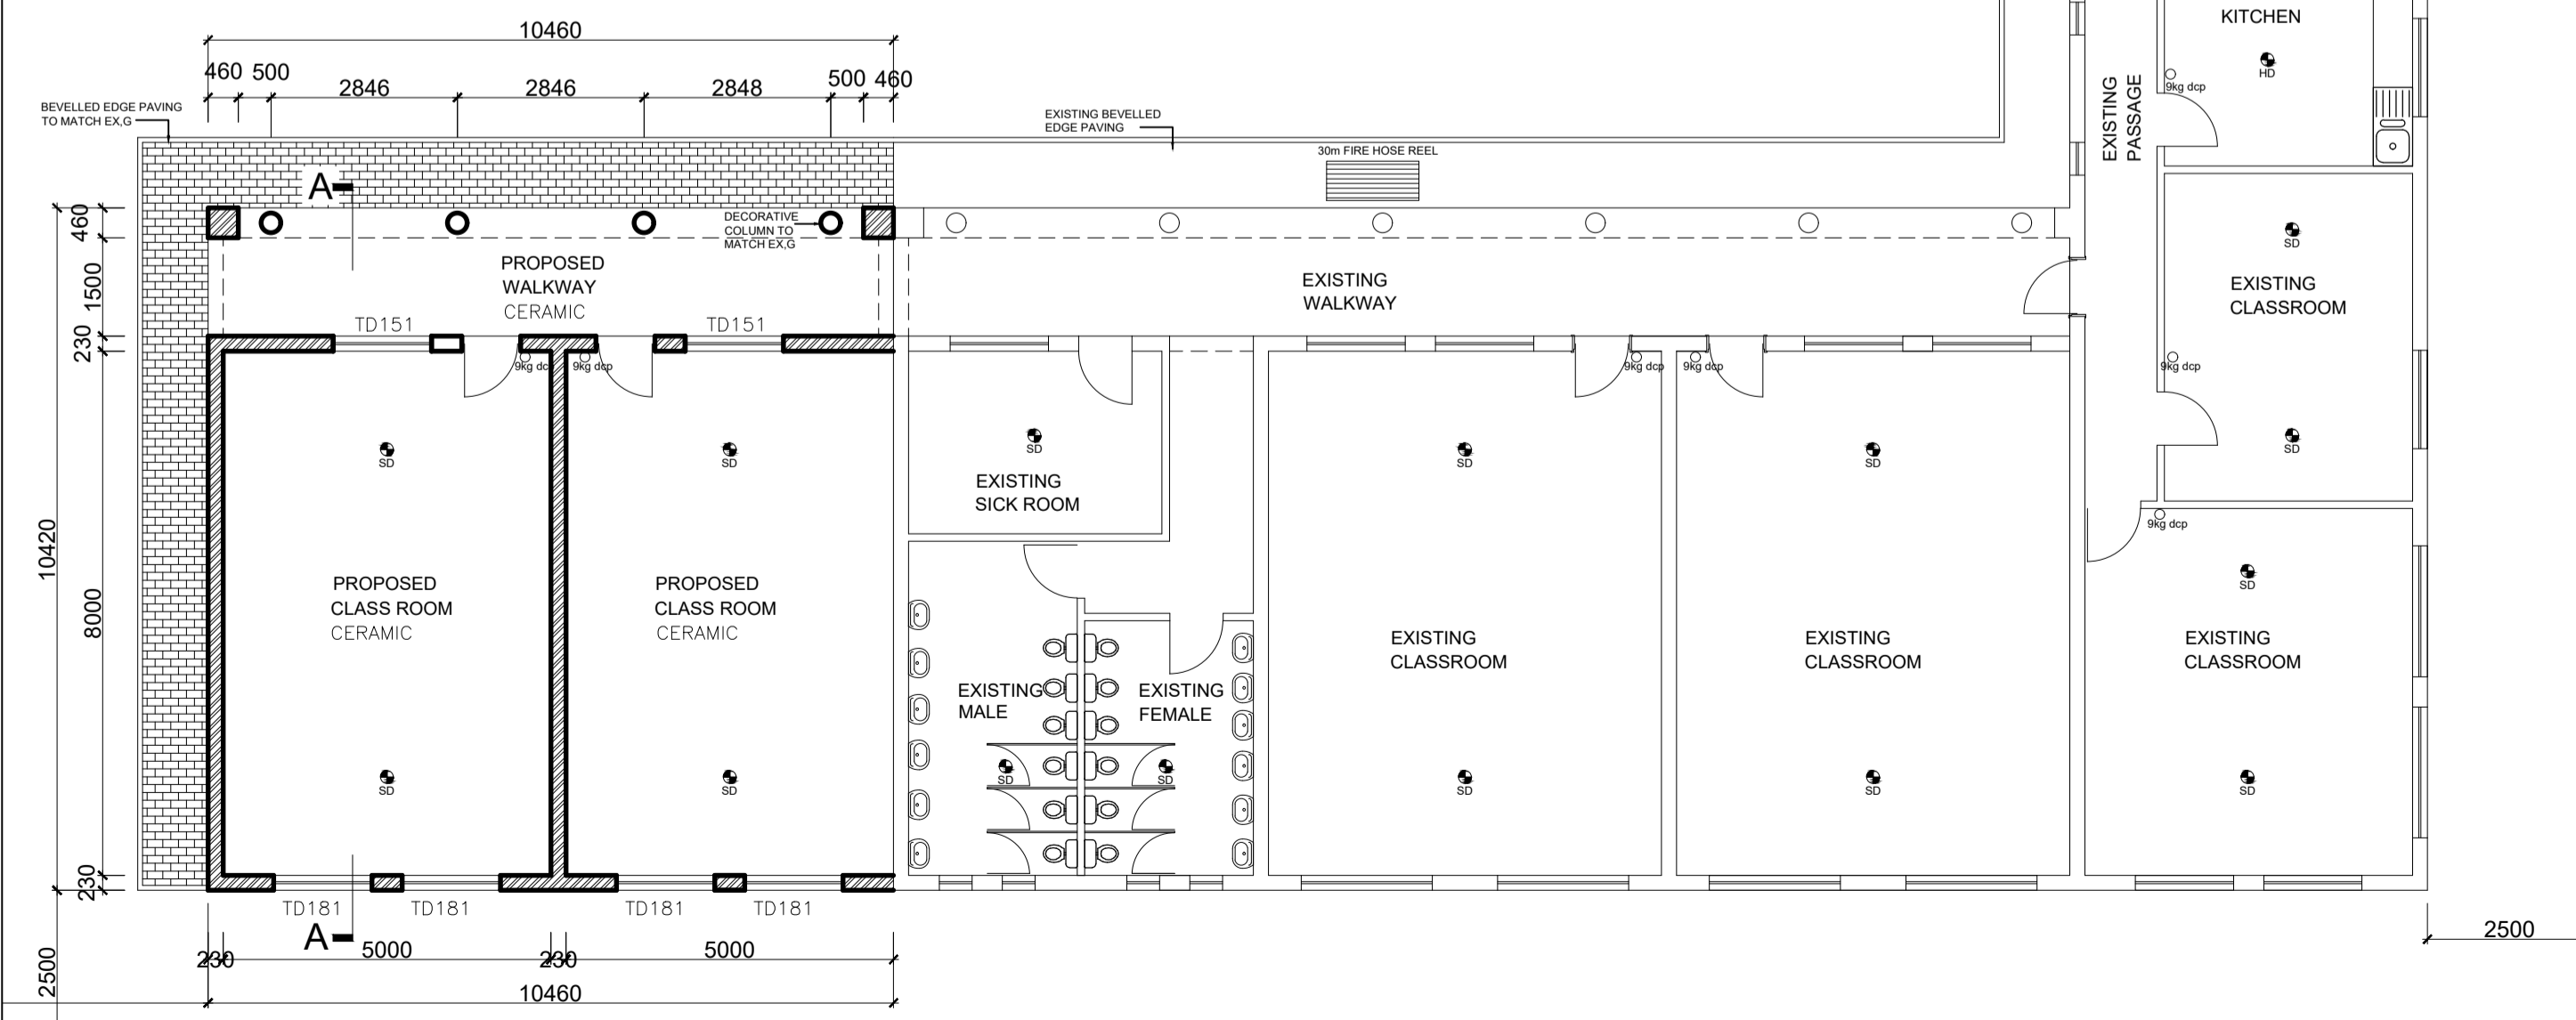 KITCHEN
10460
HD
460 500
2846
2846
2848
500 460
9kg dcp
BEVELLED EDGE PAVING
TO MATCH EX,G
EXISTING BEVELLED
EDGE PAVING
EXISTING
PASSAGE
30m FIRE HOSE REEL
A
460
DECORATIVE
COLUMN TO
MATCH EX,G
SD
PROPOSED
WALKWAY
CERAMIC
EXISTING
WALKWAY
EXISTING
CLASSROOM
1500
TD151
TD151
230
9kg dcp
9kg dcp
9kg dcp
9kg dcp
9kg dcp
SD
SD
SD
SD
SD
SD
EXISTING
SICK ROOM
9kg dcp
10420
8000
PROPOSED
CLASS ROOM
CERAMIC
PROPOSED
CLASS ROOM
CERAMIC
SD
EXISTING
CLASSROOM
EXISTING
CLASSROOM
EXISTING
CLASSROOM
EXISTING
MALE
EXISTING
FEMALE
SD
SD
SD
SD
SD
SD
SD
230
TD181
TD181
TD181
TD181
A
2500
230
5000
230
5000
2500
10460